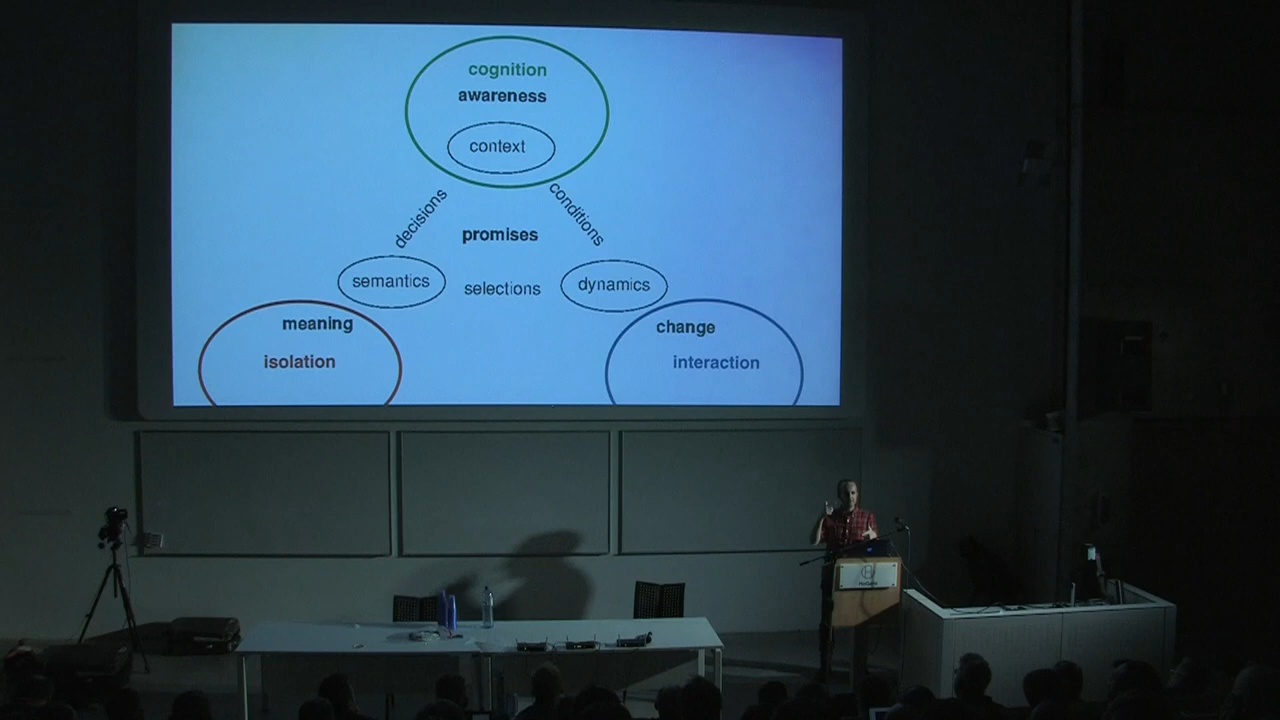 cognition
awareness
context
decisions
conditions
promises
semantics
selections
dynamics
meaning
change
isolation
interaction